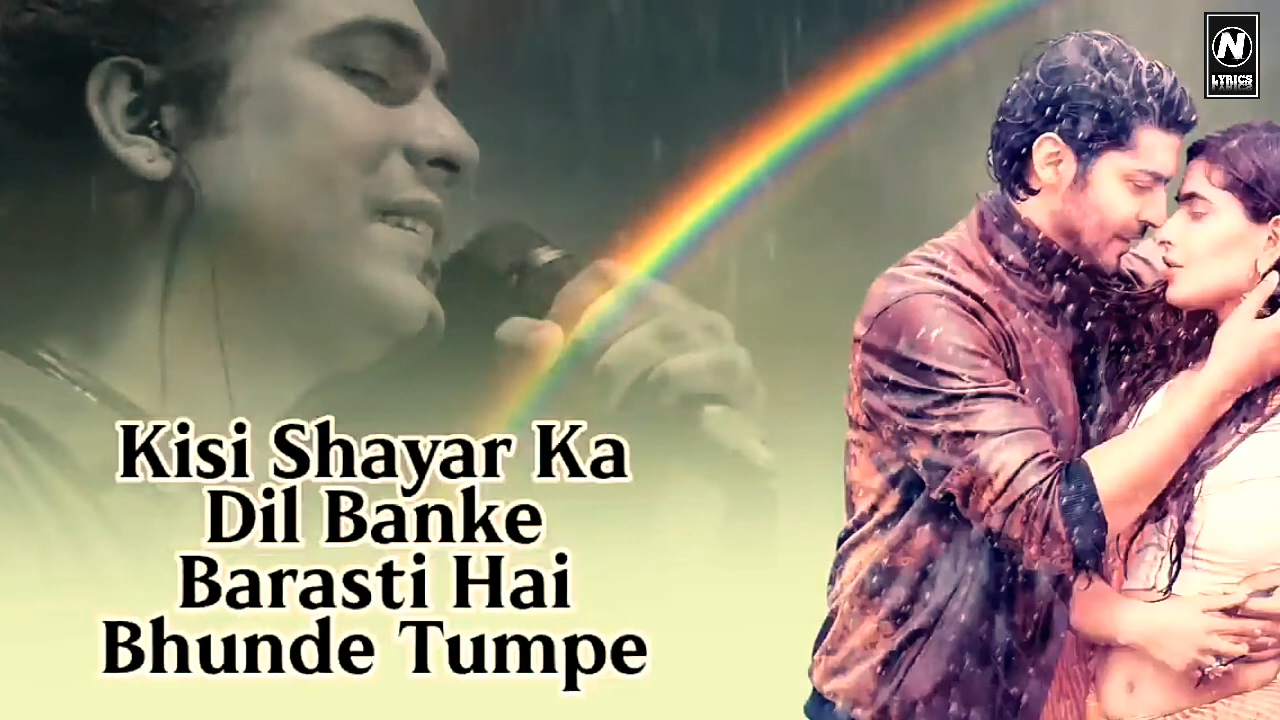 N
LYRICS
Kisi Shayar Ka
Dil Banke
Barasti Hai
Bhunde Tumpe